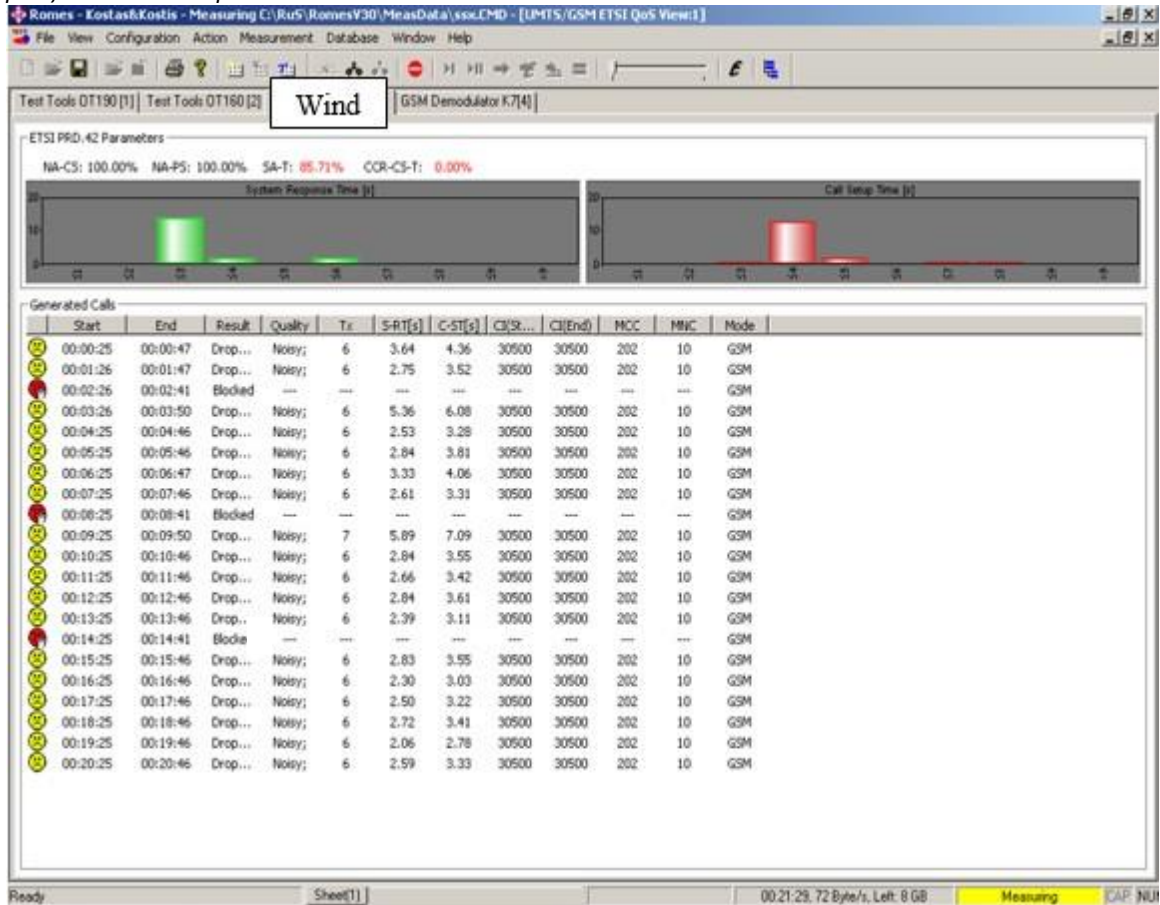 Romes - Kostas&Kostis - Measuring C:\RuS\RomesV30\MeasData\ssx.CMD - [UMTS/GSM ETSI QoS View:1]
File View Configuration Action Measurement Database Window Help
Test Tools OT190 [1] Test Tools OT160 [2] Wind GSM Demodulator K7[4]
ETSI PRD.42 Parameters
NA-CS: 100.00% NA-PS: 100.00% SA-T: 85.71% CCR-CS-T: 0.00%
System Response Time [s] Call Setup Time [s]
20 20
10 10
0 0
Generated Calls
Start End Result Quality Tx S-RT[s] C-ST[s] CI(St... CI(End) MCC MNC Mode
00:00:25 00:00:47 Drop... Noisy; 6 3.64 4.36 30500 30500 202 10 GSM
00:01:26 00:01:47 Drop... Noisy; 6 2.75 3.52 30500 30500 202 10 GSM
00:02:26 00:02:41 Blocked --- --- --- --- --- --- --- --- GSM
00:03:26 00:03:50 Drop... Noisy; 6 5.36 6.08 30500 30500 202 10 GSM
00:04:25 00:04:46 Drop... Noisy; 6 2.53 3.28 30500 30500 202 10 GSM
00:05:25 00:05:46 Drop... Noisy; 6 2.84 3.81 30500 30500 202 10 GSM
00:06:25 00:06:47 Drop... Noisy; 6 3.33 4.06 30500 30500 202 10 GSM
00:07:25 00:07:46 Drop... Noisy; 6 2.61 3.31 30500 30500 202 10 GSM
00:08:25 00:08:41 Blocked --- --- --- --- --- --- --- --- GSM
00:09:25 00:09:50 Drop... Noisy; 7 5.89 7.09 30500 30500 202 10 GSM
00:10:25 00:10:46 Drop... Noisy; 6 2.84 3.55 30500 30500 202 10 GSM
00:11:25 00:11:46 Drop... Noisy; 6 2.66 3.42 30500 30500 202 10 GSM
00:12:25 00:12:46 Drop... Noisy; 6 2.84 3.61 30500 30500 202 10 GSM
00:13:25 00:13:46 Drop.. Noisy; 6 2.39 3.11 30500 30500 202 10 GSM
00:14:25 00:14:41 Blocke --- --- --- --- --- --- --- --- GSM
00:15:25 00:15:46 Drop... Noisy; 6 2.83 3.55 30500 30500 202 10 GSM
00:16:25 00:16:46 Drop... Noisy; 6 2.30 3.03 30500 30500 202 10 GSM
00:17:25 00:17:46 Drop... Noisy; 6 2.50 3.22 30500 30500 202 10 GSM
00:18:25 00:18:46 Drop... Noisy; 6 2.72 3.41 30500 30500 202 10 GSM
00:19:25 00:19:46 Drop... Noisy; 6 2.06 2.78 30500 30500 202 10 GSM
00:20:25 00:20:46 Drop... Noisy; 6 2.59 3.33 30500 30500 202 10 GSM
Ready Sheet(1) 00:21:29, 72 Byte/s, Left: 8 GB Measuring CAP NU